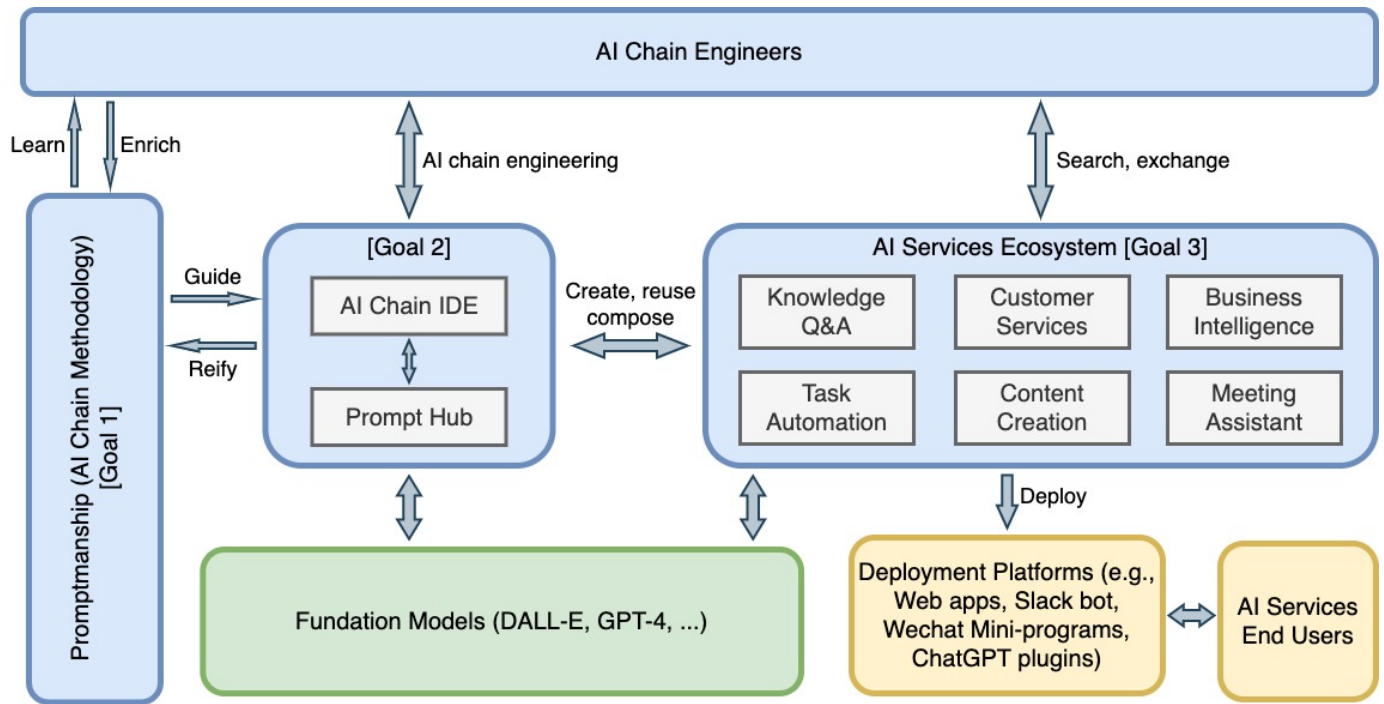 AI Chain Engineers
Learn
Enrich
AI chain engineering
Search, exchange
Promptmanship (AI Chain Methodology)
[Goal 1]
Guide
Reify
[Goal 2]
AI Chain IDE
Prompt Hub
Create, reuse
compose
AI Services Ecosystem [Goal 3]
Knowledge
Q&A
Customer
Services
Business
Intelligence
Task
Automation
Content
Creation
Meeting
Assistant
Deploy
Fundation Models (DALL-E, GPT-4, ...)
Deployment Platforms (e.g.,
Web apps, Slack bot,
Wechat Mini-programs,
ChatGPT plugins)
AI Services
End Users